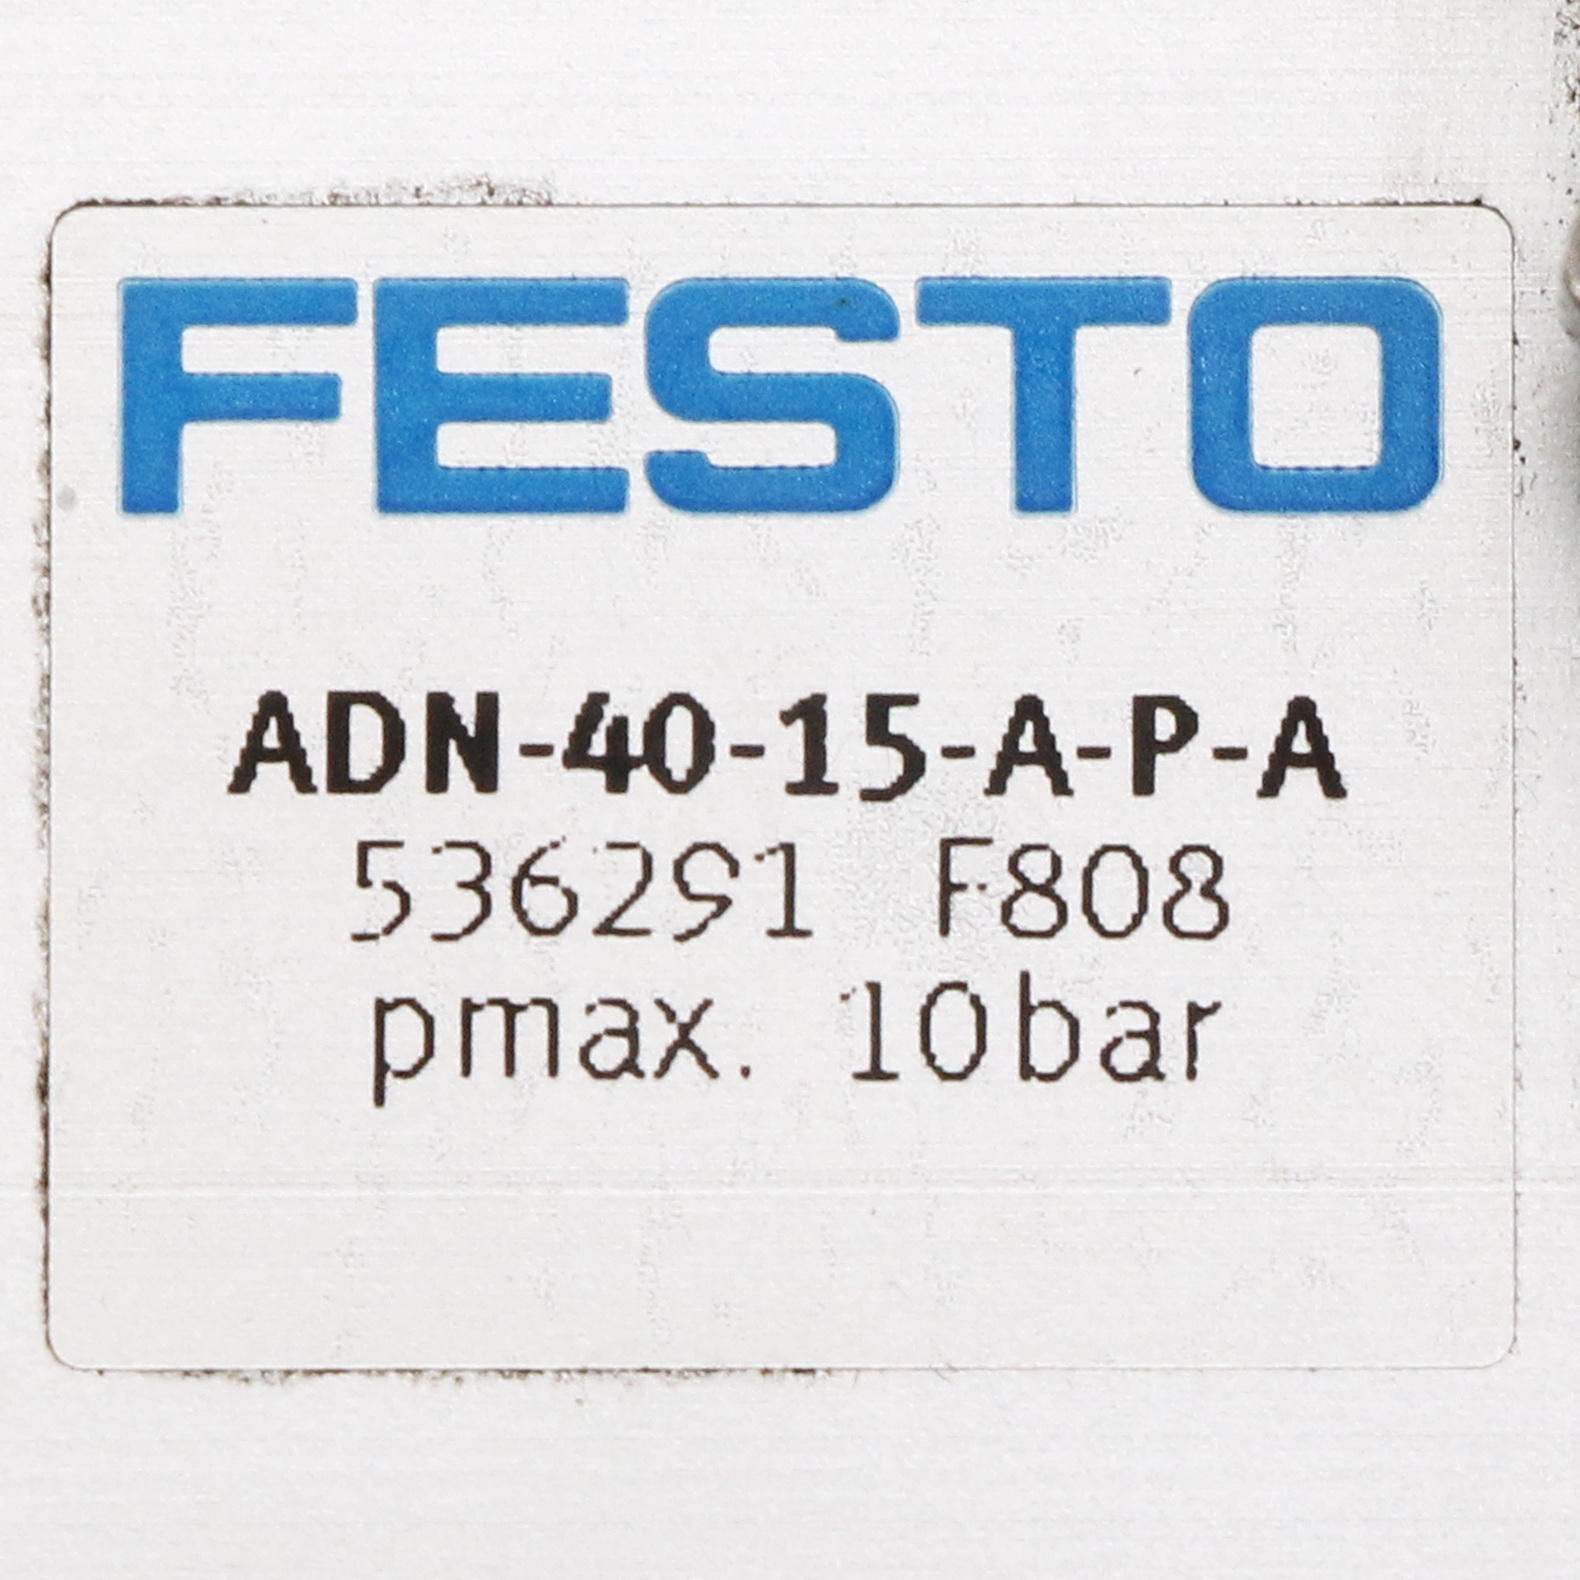 FESTO
ADN-40-15-A-P-A
536291 F808
pmax. 10bar